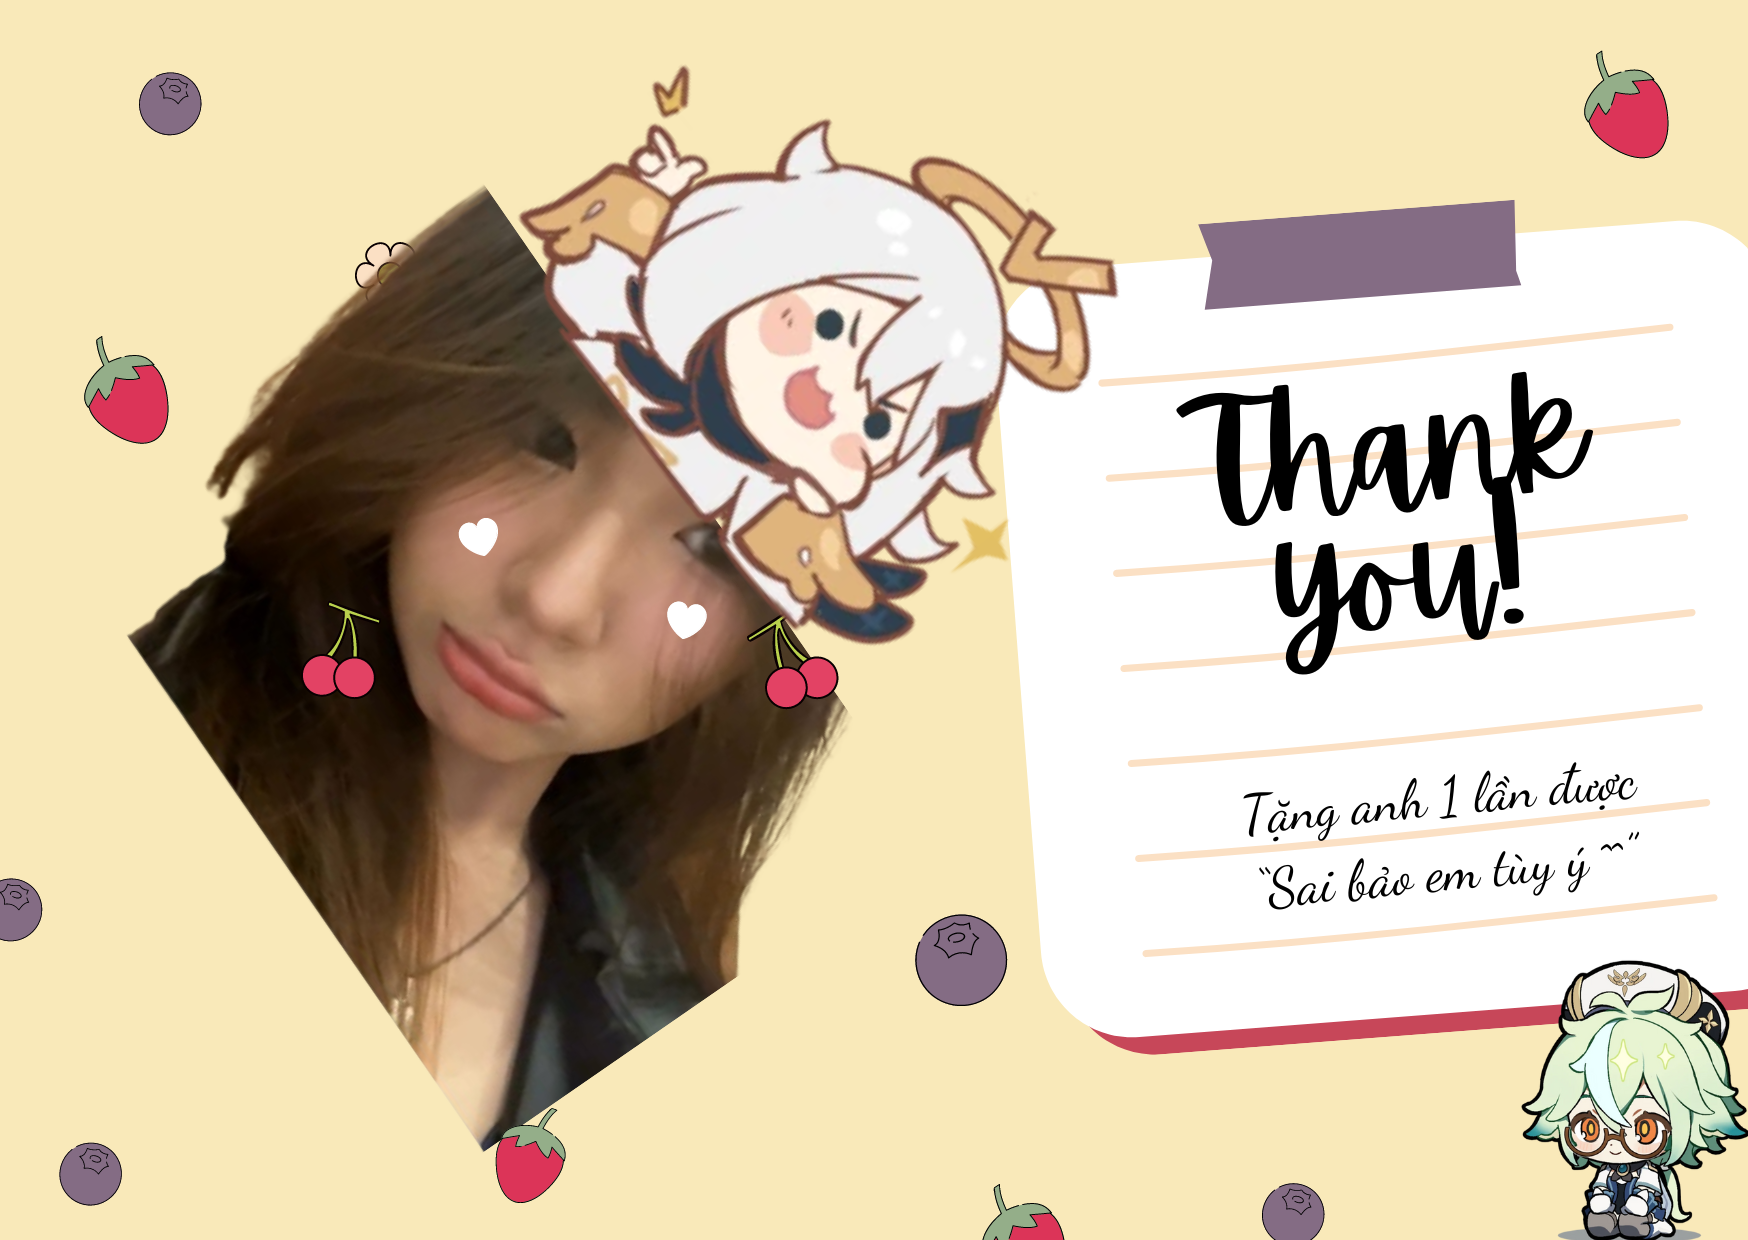 Thank
you!
Tặng anh 1 lần được
"Sai bảo em tùy ý ^^"